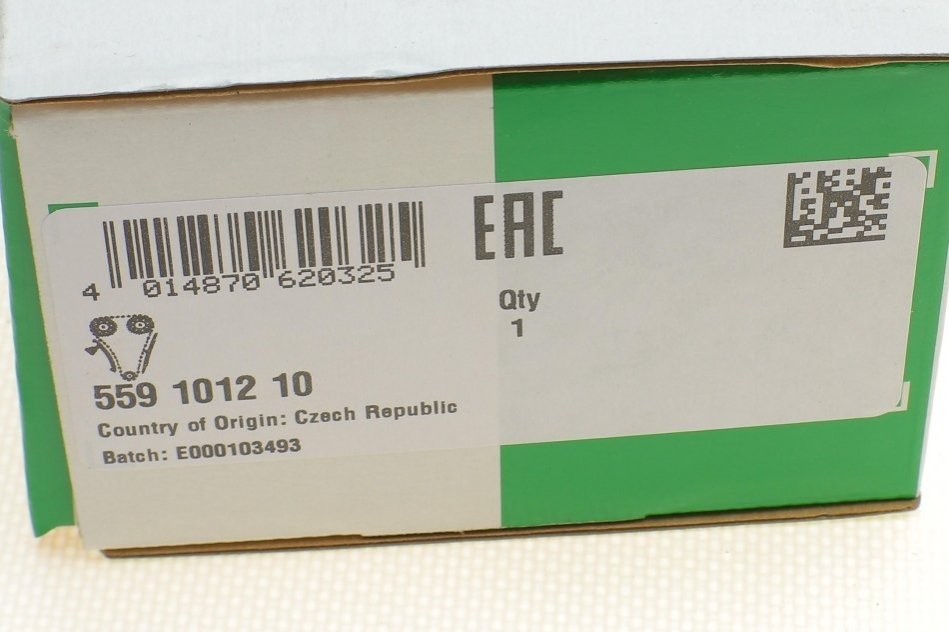 4 014870 620325
EAC
Qty
1
559 1012 10
Country of Origin: Czech Republic
Batch: E000103493